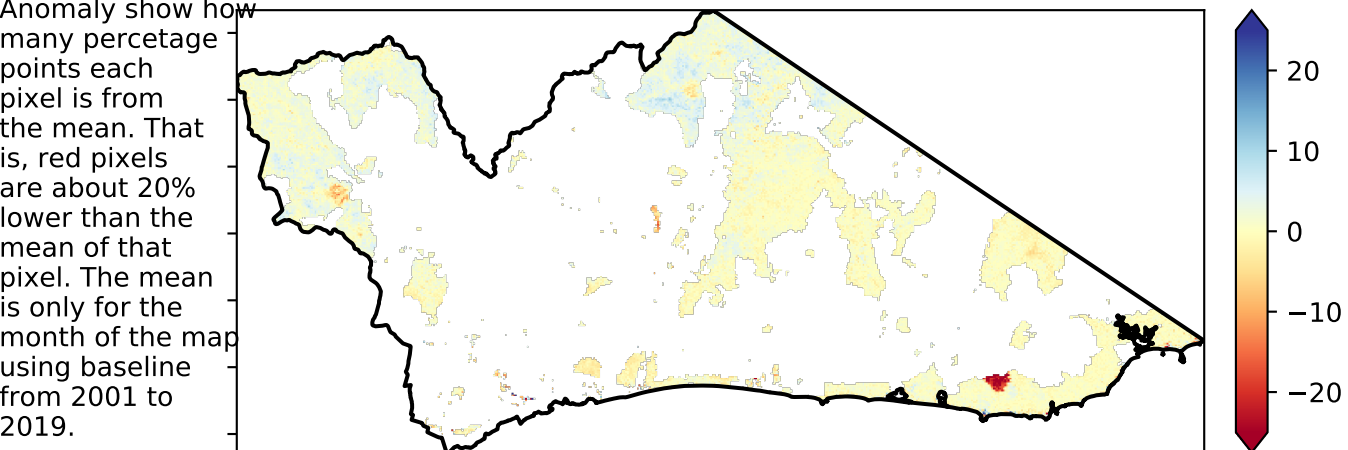 Anomaly show how
many percetage
points each
pixel is from
the mean. That
is, red pixels
are about 20%
lower than the
mean of that
pixel. The mean
is only for the
month of the map
using baseline
from 2001 to
2019.
20
10
0
−10
−20